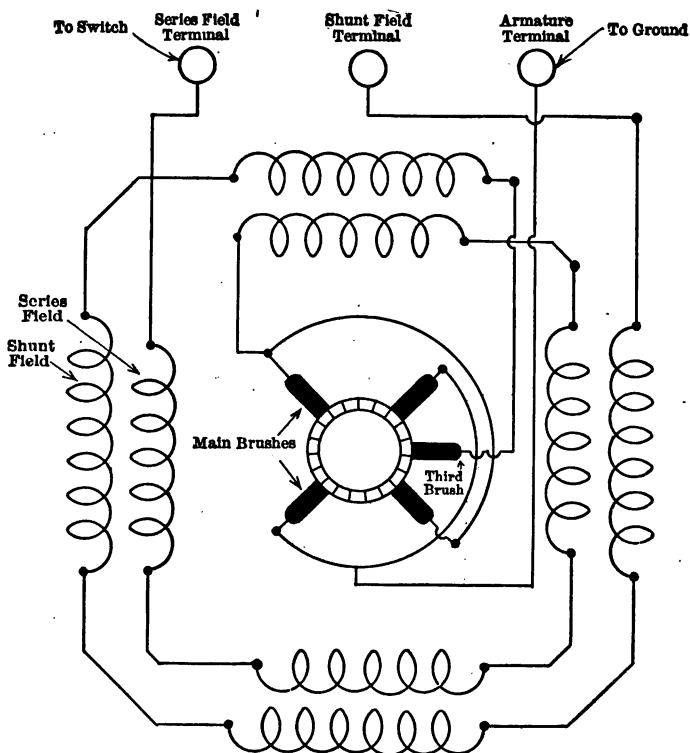 To Switch
Series Field
Terminal
Shunt Field
Terminal
Armature
Terminal
To Ground
Series
Field
Shunt
Field
Main Brushes
Third
Brush